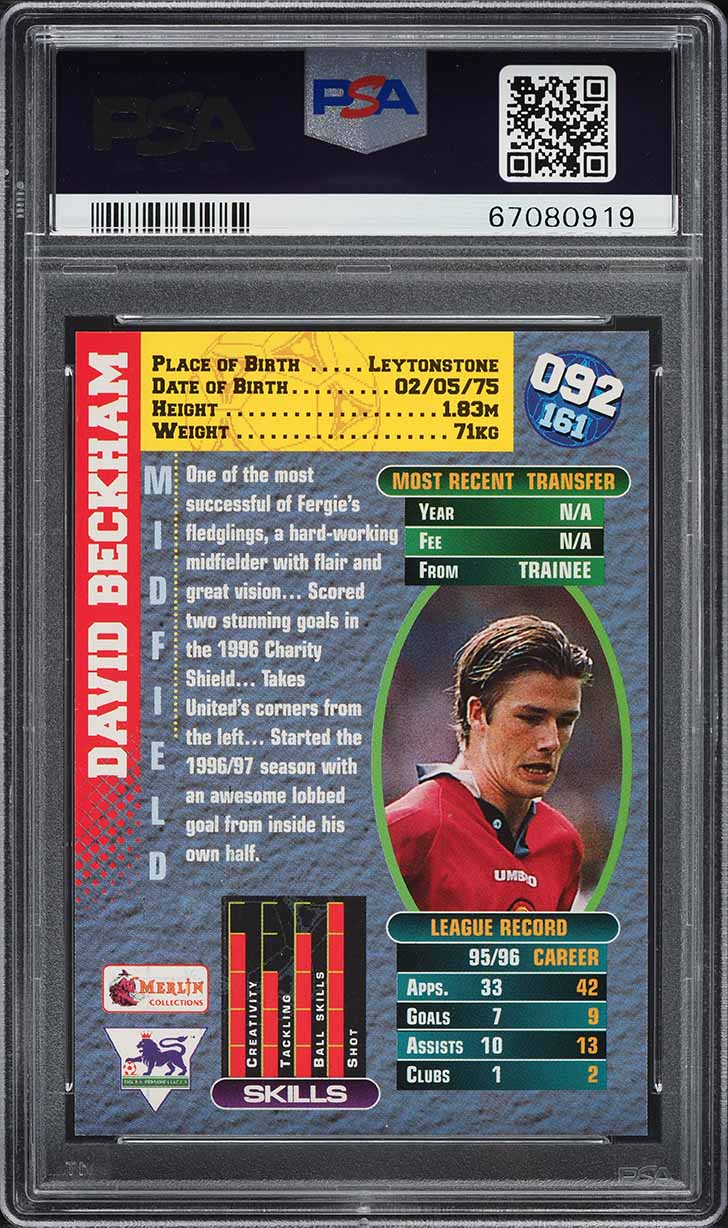 PSA
PSA
67080919
DAVID BECKHAM
PLACE OF BIRTH ..... LEYTONSTONE
DATE OF BIRTH......... 02/05/75
HEIGHT .................... 1.83M
WEIGHT..................... 71KG
092
161
MIDFIELD
One of the most
successful of Fergie's
fledglings, a hard-working
midfielder with flair and
great vision... Scored
two stunning goals in
the 1996 Charity
Shield... Takes
United's corners from
the left... Started the
1996/97 season with
an awesome lobbed
goal from inside his
own half.
MOST RECENT TRANSFER
YEAR N/A
FEE N/A
FROM TRAINEE
UMBRO
LEAGUE RECORD
95/96 CAREER
APPS. 33 42
GOALS 7 9
ASSISTS 10 13
CLUBS 1 2
CREATIVITY
TACKLING
BALL SKILLS
SHOT
SKILLS
MERLIN
COLLECTIONS
THE F.A. PREMIER LEAGUE
PSA